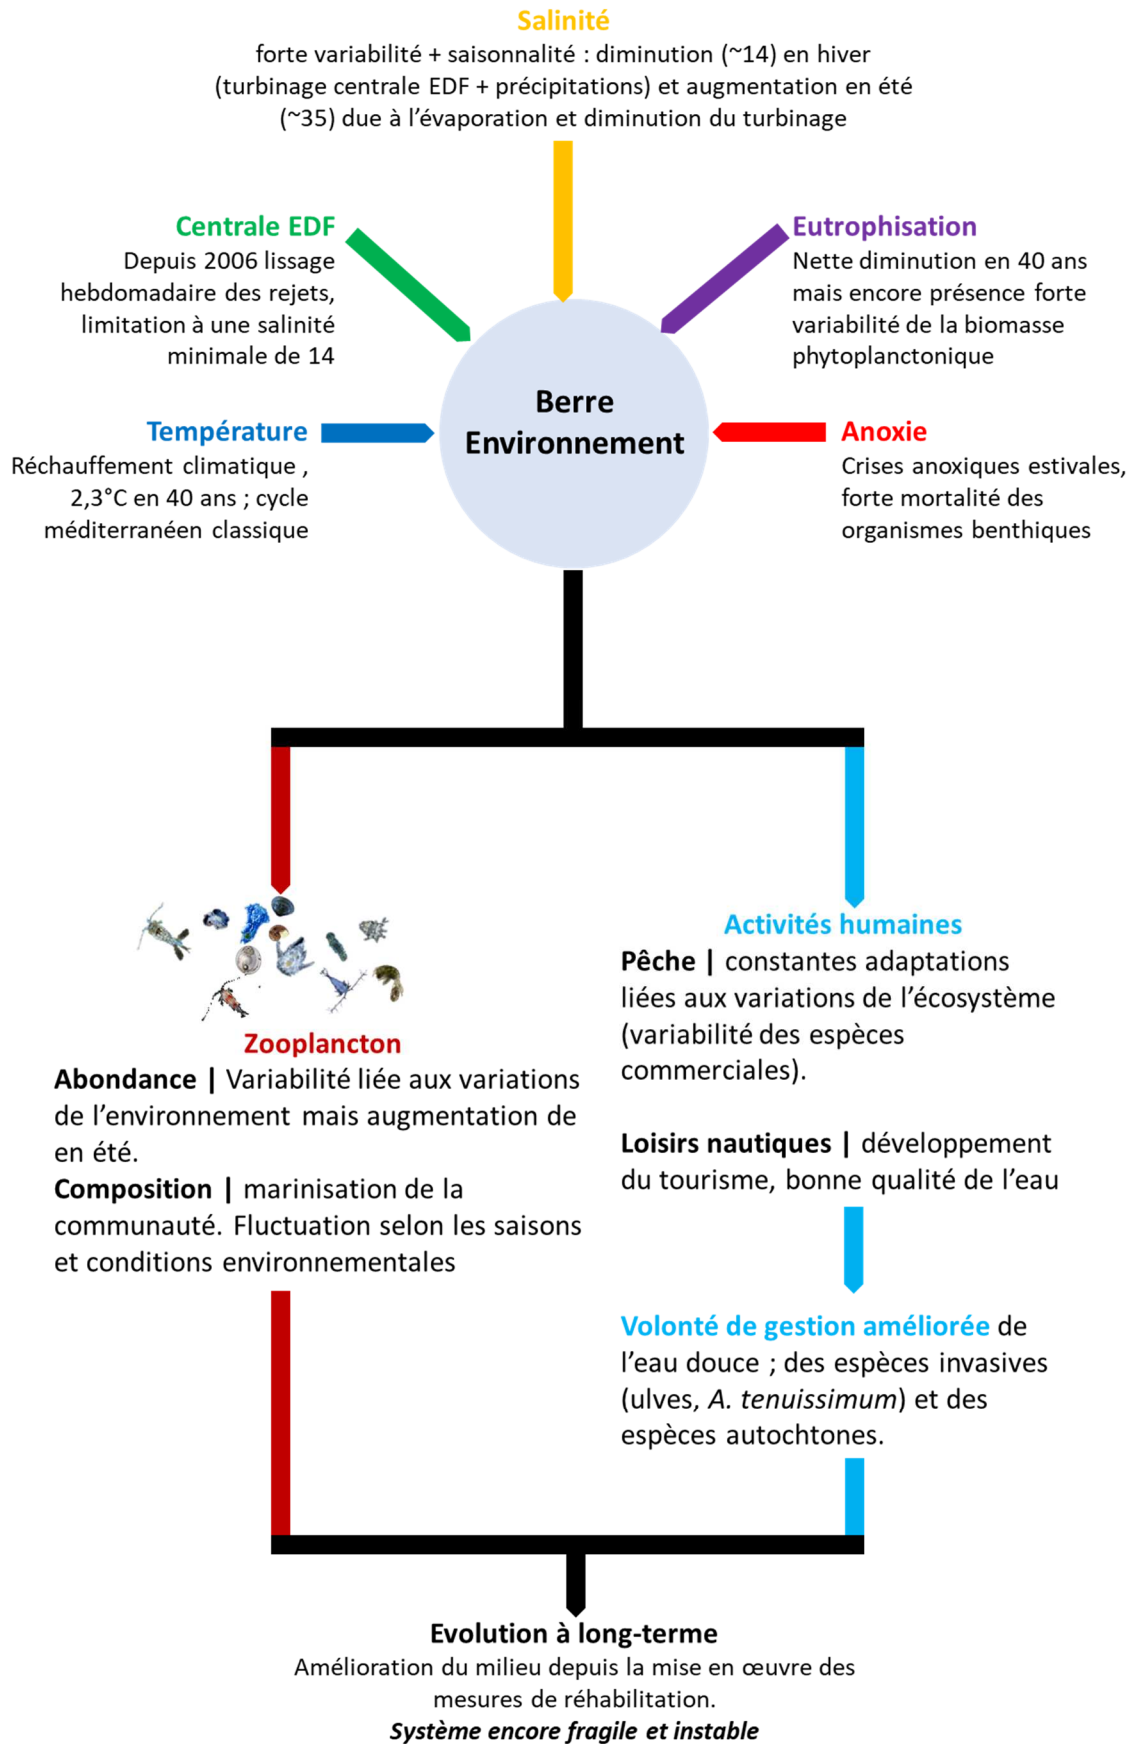 Salinité
forte variabilité + saisonnalité : diminution (~14) en hiver
(turbinage centrale EDF + précipitations) et augmentation en été
(~35) due à l'évaporation et diminution du turbinage
Centrale EDF
Depuis 2006 lissage
hebdomadaire des rejets,
limitation à une salinité
minimale de 14
Eutrophisation
Nette diminution en 40 ans
mais encore présence forte
variabilité de la biomasse
phytoplanctonique
Berre
Environnement
Température
Réchauffement climatique ,
2,3°C en 40 ans ; cycle
méditerranéen classique
Anoxie
Crises anoxiques estivales,
forte mortalité des
organismes benthiques
Zooplancton
Abondance | Variabilité liée aux variations
de l'environnement mais augmentation de
en été.
Composition | marinisation de la
communauté. Fluctuation selon les saisons
et conditions environnementales
Activités humaines
Pêche | constantes adaptations
liées aux variations de l'écosystème
(variabilité des espèces
commerciales).
Loisirs nautiques | développement
du tourisme, bonne qualité de l'eau
Volonté de gestion améliorée de
l'eau douce ; des espèces invasives
(ulves, A. tenuissimum) et des
espèces autochtones.
Evolution à long-terme
Amélioration du milieu depuis la mise en œuvre des
mesures de réhabilitation.
Système encore fragile et instable